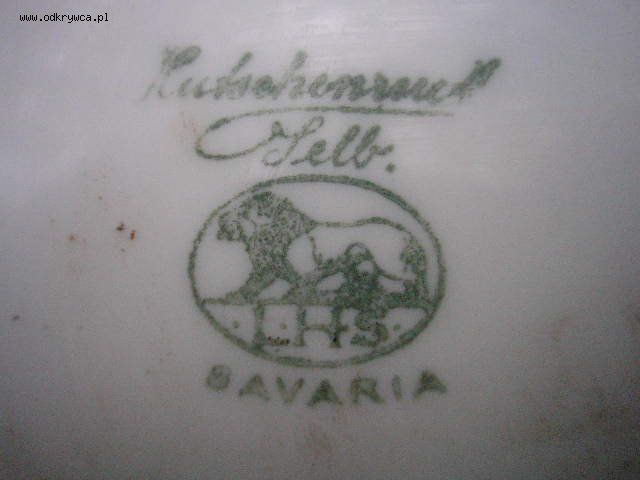 www.odkrywca.pl
Hutschenreuther
Selb.
L·H·S·
BAVARIA